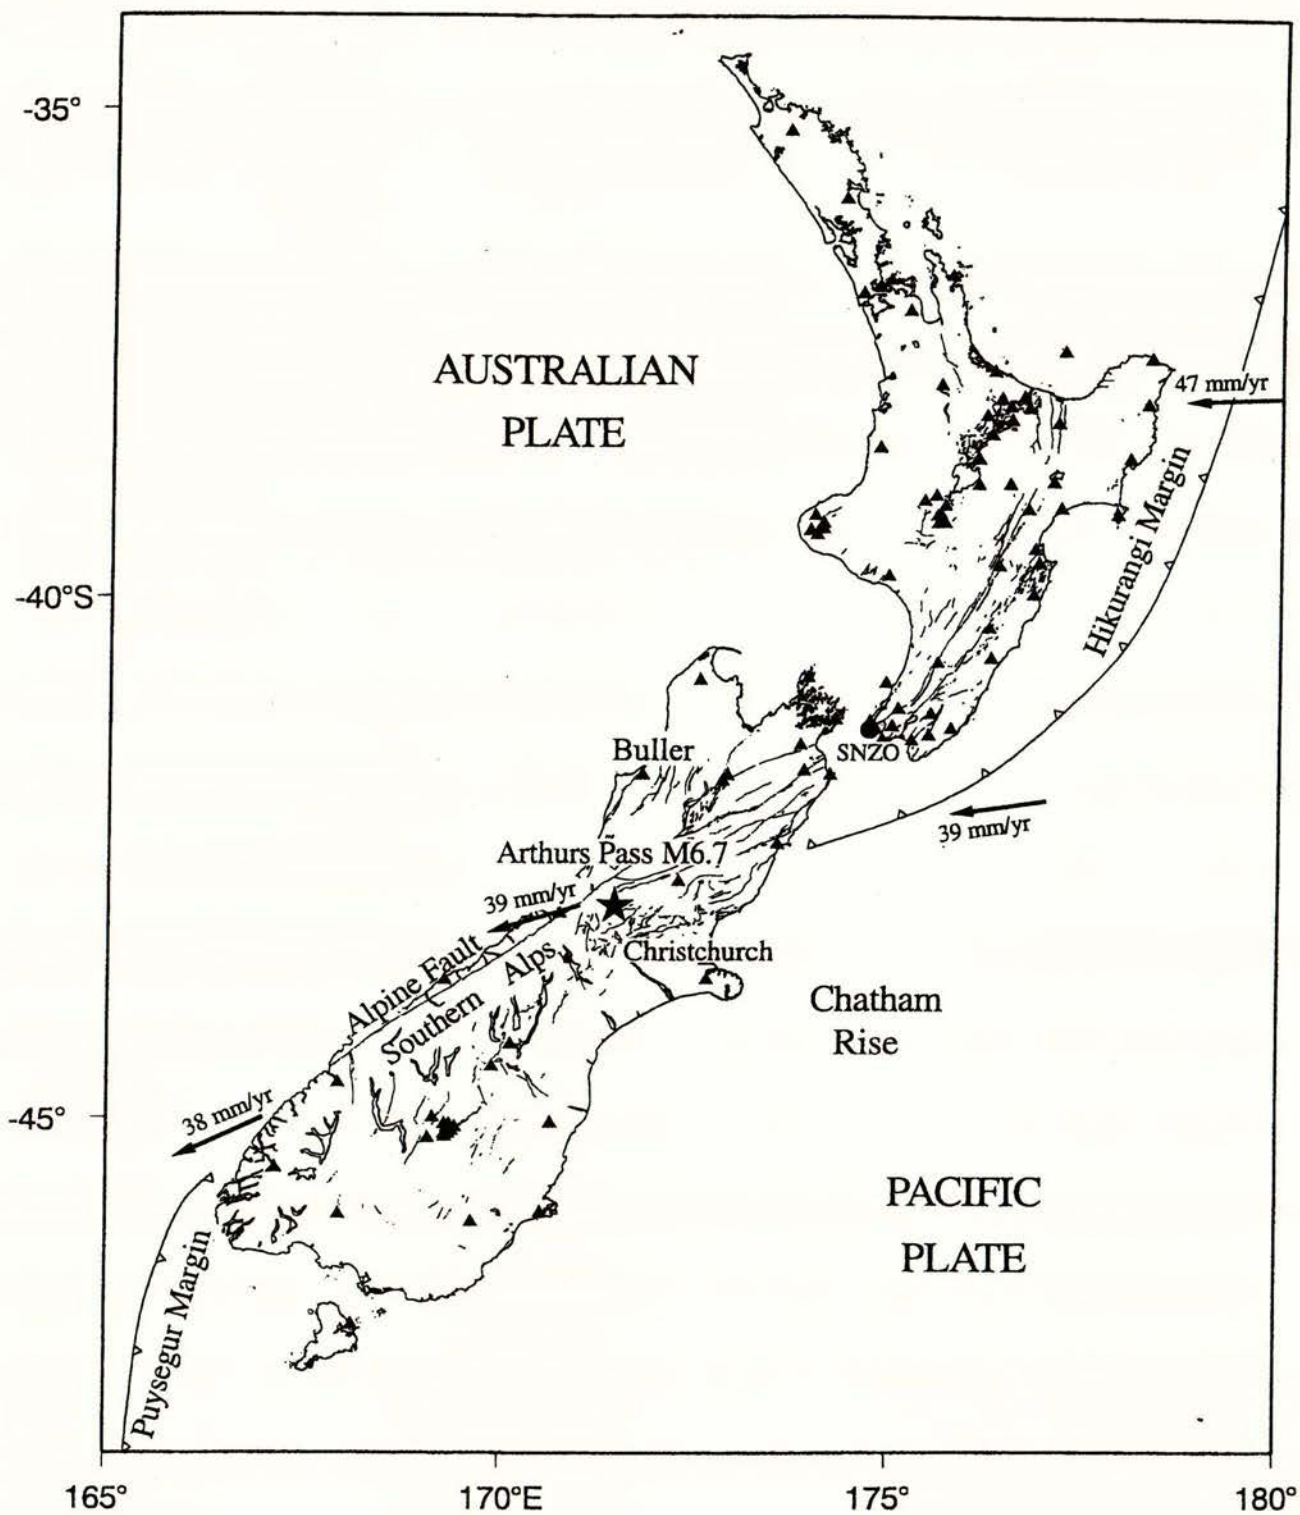 -35°
AUSTRALIAN
PLATE
47 mm/yr
Hikurangi Margin
-40°S
Buller
SNZO
39 mm/yr
Arthurs Pass M6.7
39 mm/yr
Christchurch
Alpine Fault
Southern Alps
Chatham
Rise
-45°
38 mm/yr
PACIFIC
PLATE
Puysegur Margin
165°
170°E
175°
180°